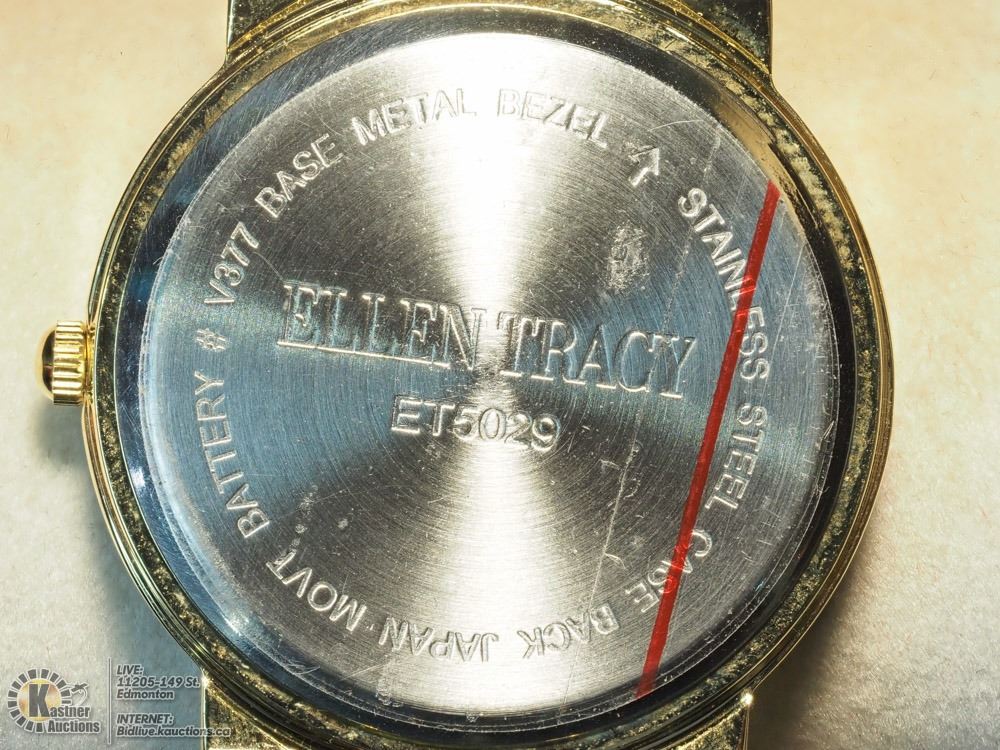 BASE METAL BEZEL
STAINLESS STEEL CASE BACK JAPAN MOVT BATTERY # V377
ELLEN TRACY
ET5029
Kastner
Auctions
LIVE:
11205-149 St.
Edmonton
INTERNET:
Bidlive.kauctions.ca